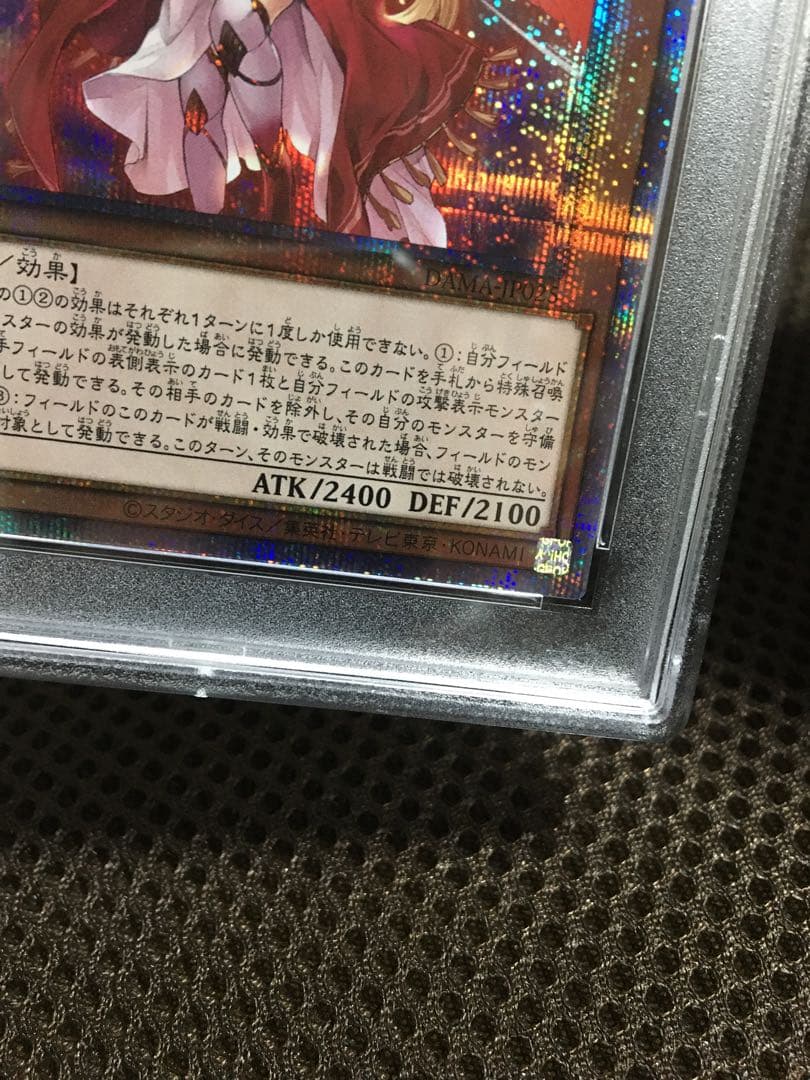 DAMA-JP025
／効果】
の①②の効果はそれぞれ1ターンに1度しか使用できない。①：自分フィールド
ンスターの効果が発動した場合に発動できる。このカードを手札から特殊召喚
手フィールドの表側表示のカード1枚と自分フィールドの攻撃表示モンスター
して発動できる。その相手のカードを除外し、その自分のモンスターを守備
③：フィールドのこのカードが戦闘・効果で破壊された場合、フィールドのモン
対象として発動できる。このターン、そのモンスターは戦闘では破壊されない。
ATK/2400 DEF/2100
©スタジオ・ダイス/集英社・テレビ東京・KONAMI